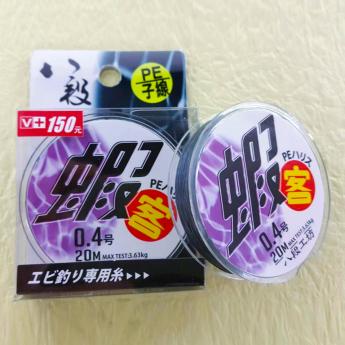 八段
PE
子線
V+ 150元
蝦
客
PEハリス
0.4号
20M MAX TEST:3.63kg
エビ釣り専用糸
蝦
客
PEハリス
0.4号
20M MAX TEST:3.63kg
八段工坊